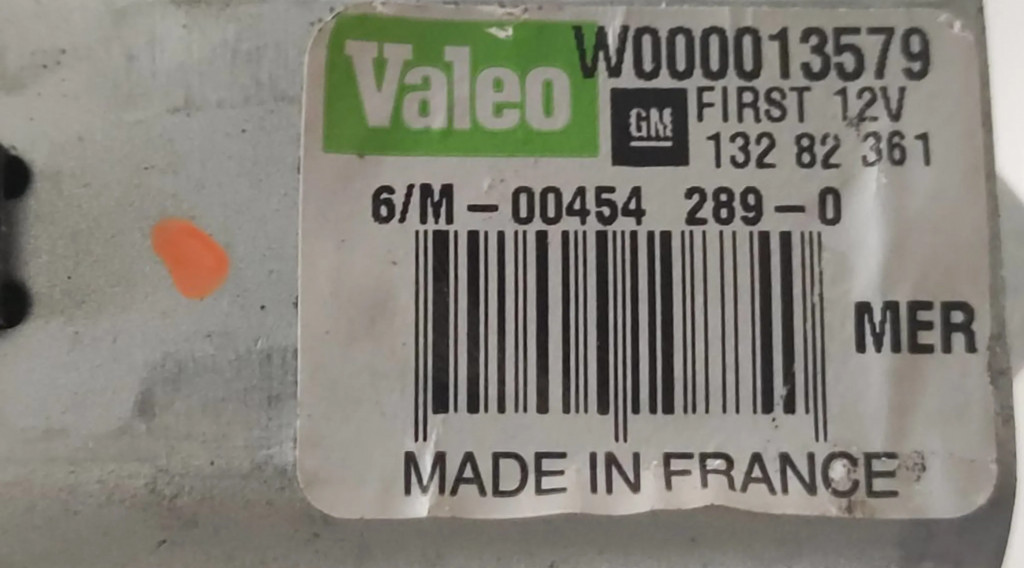 Valeo W000013579
GM FIRST 12V
132 82 361
6/M-00454 289-0
MER
MADE IN FRANCE